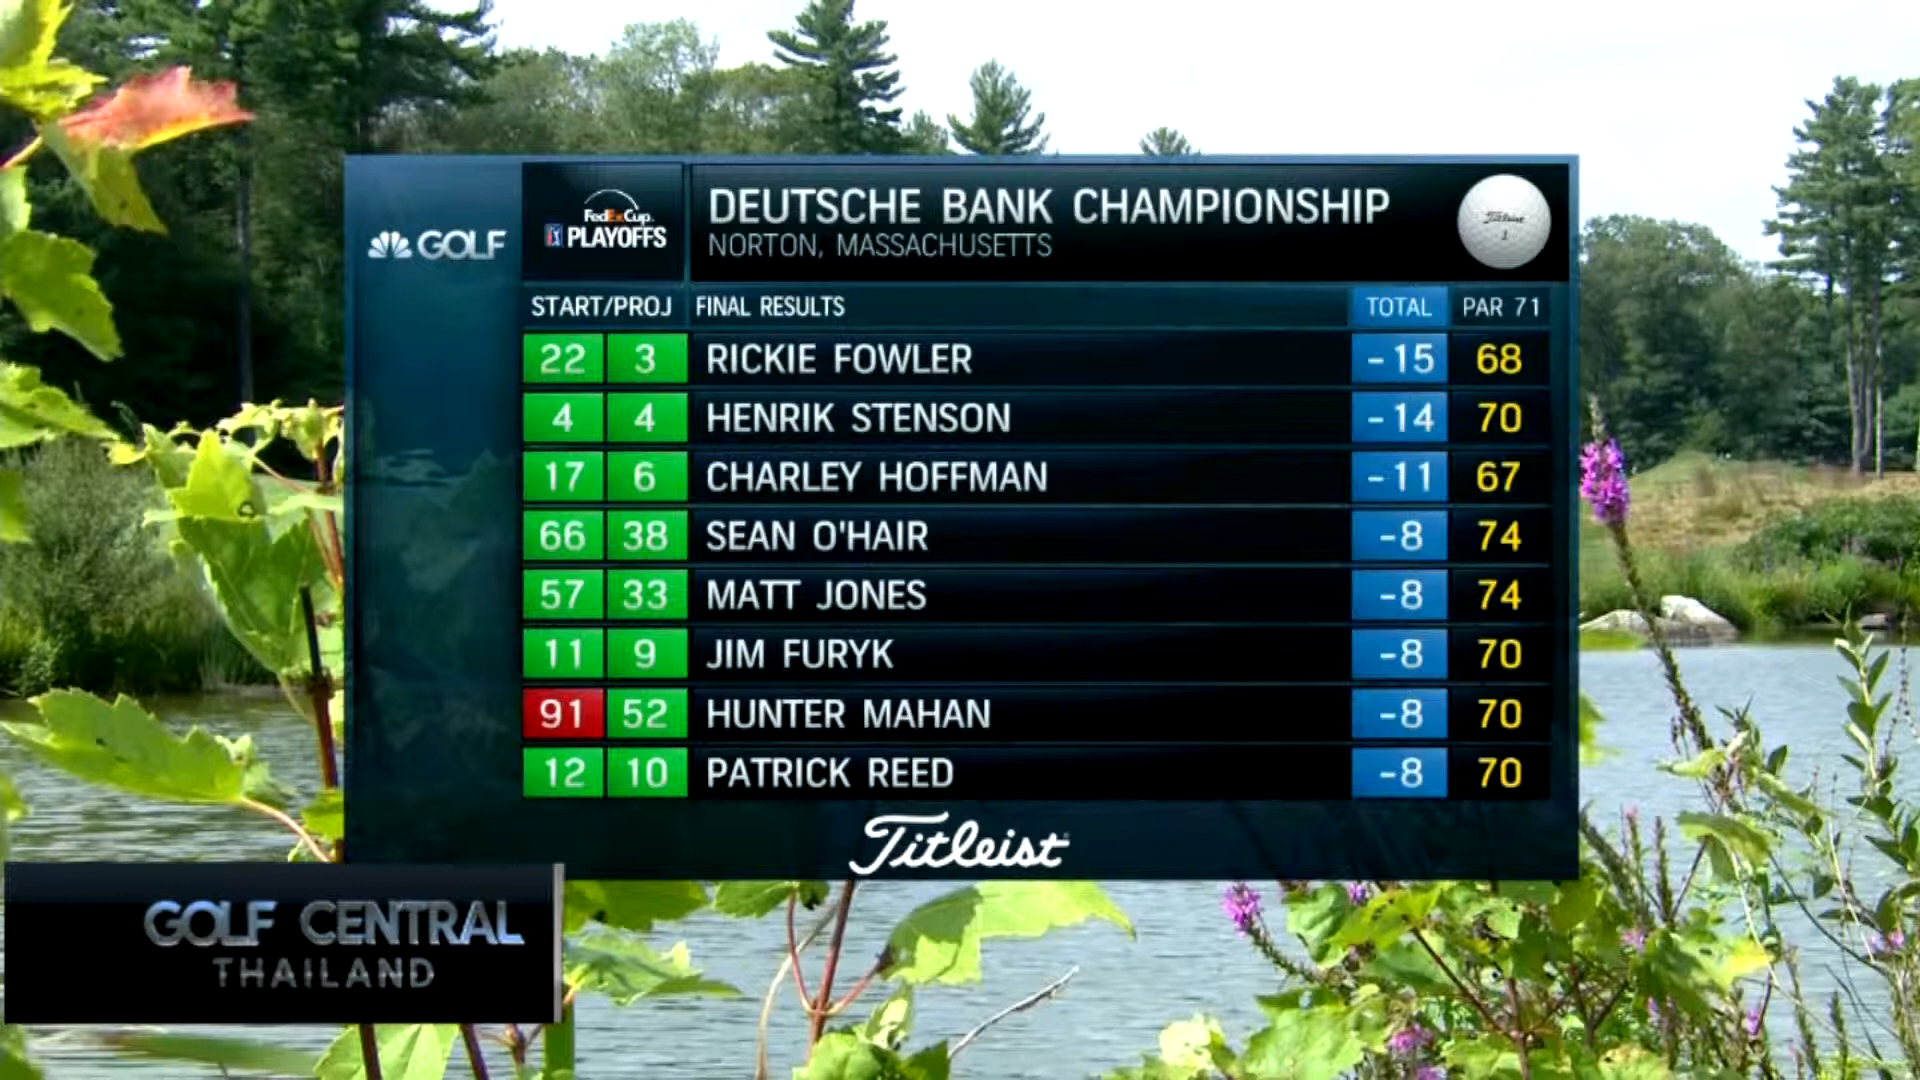 GOLF
FedExCup
PLAYOFFS
DEUTSCHE BANK CHAMPIONSHIP
NORTON, MASSACHUSETTS
Titleist
1
START/PROJ FINAL RESULTS TOTAL PAR 71
22 3 RICKIE FOWLER -15 68
4 4 HENRIK STENSON -14 70
17 6 CHARLEY HOFFMAN -11 67
66 38 SEAN O'HAIR -8 74
57 33 MATT JONES -8 74
11 9 JIM FURYK -8 70
91 52 HUNTER MAHAN -8 70
12 10 PATRICK REED -8 70
Titleist
GOLF CENTRAL
THAILAND